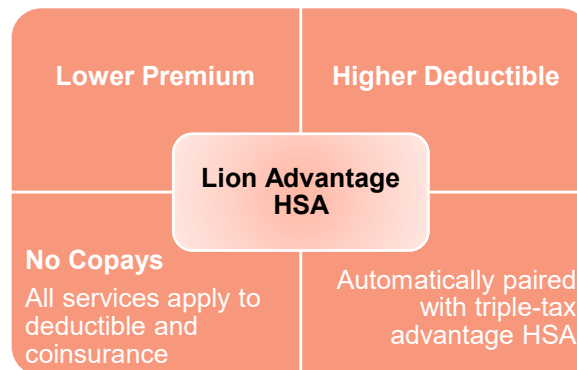 Lower Premium
Higher Deductible
Lion Advantage
HSA
No Copays
All services apply to
deductible and
coinsurance
Automatically paired
with triple-tax
advantage HSA